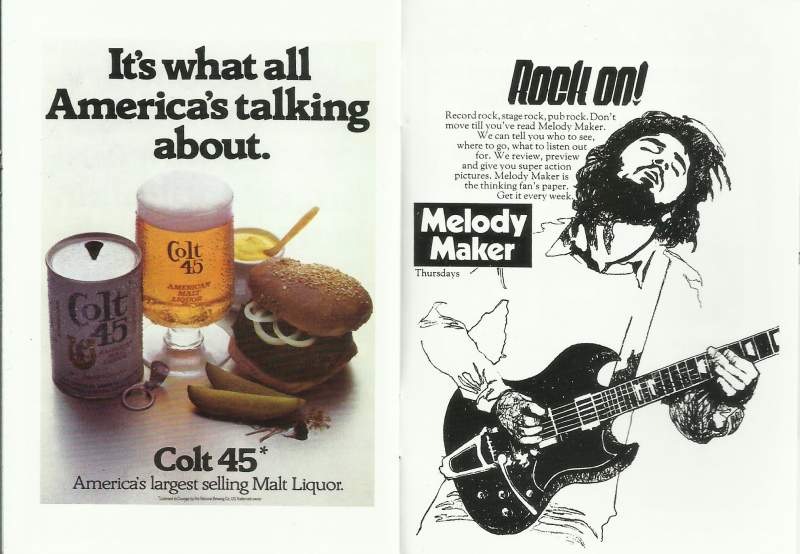 It's what all
America's talking
about.
Colt
45
Colt
45
AMERICAN
MALT
LIQUOR
Colt 45*
America's largest selling Malt Liquor.
Rock on!
Record rock, stage rock, pub rock. Don't
move till you've read Melody Maker.
We can tell you who to see,
where to go, what to listen out
for. We review, preview
and give you super action
pictures. Melody Maker is
the thinking fan's paper.
Get it every week.
Melody
Maker
Thursdays